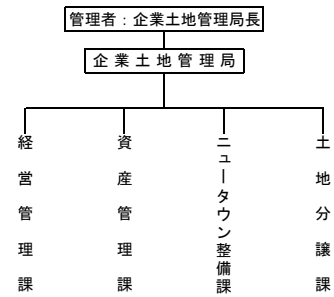 管理者：企業土地管理局長
企業土地管理局
経営管理課
資産管理課
ニュータウン整備課
土地分譲課